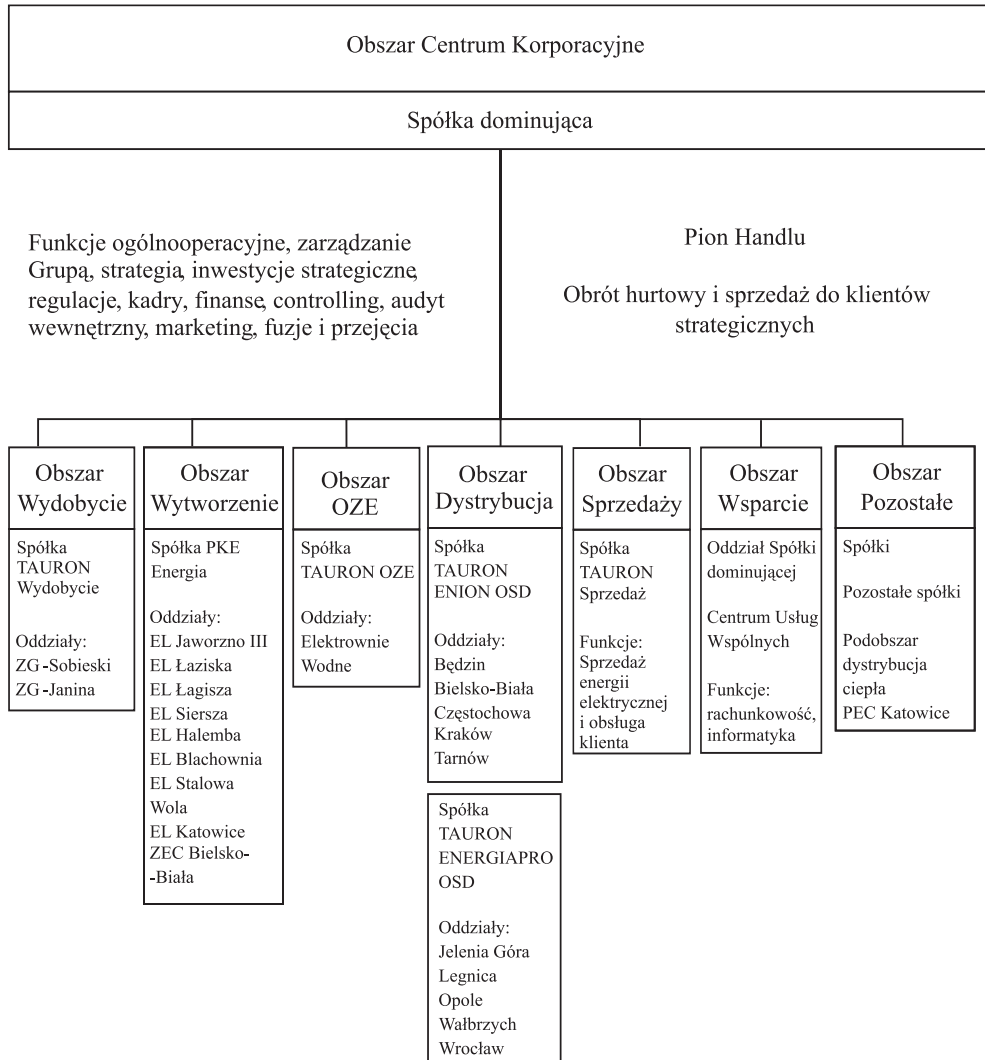 Obszar Centrum Korporacyjne
Spółka dominująca
Funkcje ogólnooperacyjne, zarządzanie
Grupą, strategia, inwestycje strategiczne,
regulacje, kadry, finanse, controlling, audyt
wewnętrzny, marketing, fuzje i przejęcia
Pion Handlu
Obrót hurtowy i sprzedaż do klientów
strategicznych
Obszar
Wydobycie
Spółka
TAURON
Wydobycie
Oddziały:
ZG-Sobieski
ZG-Janina
Obszar
Wytworzenie
Spółka PKE
Energia
Oddziały:
EL Jaworzno III
EL Łaziska
EL Łagisza
EL Siersza
EL Halemba
EL Blachownia
EL Stalowa
Wola
EL Katowice
ZEC Bielsko-
-Biała
Obszar
OZE
Spółka
TAURON OZE
Oddziały:
Elektrownie
Wodne
Obszar
Dystrybucja
Spółka
TAURON
ENION OSD
Oddziały:
Będzin
Bielsko-Biała
Częstochowa
Kraków
Tarnów
Spółka
TAURON
ENERGIAPRO
OSD
Oddziały:
Jelenia Góra
Legnica
Opole
Wałbrzych
Wrocław
Obszar
Sprzedaży
Spółka
TAURON
Sprzedaż
Funkcje:
Sprzedaż
energii
elektrycznej
i obsługa
klienta
Obszar
Wsparcie
Oddział Spółki
dominującej
Centrum Usług
Wspólnych
Funkcje:
rachunkowość,
informatyka
Obszar
Pozostałe
Spółki
Pozostałe spółki
Podobszar
dystrybucja
ciepła
PEC Katowice